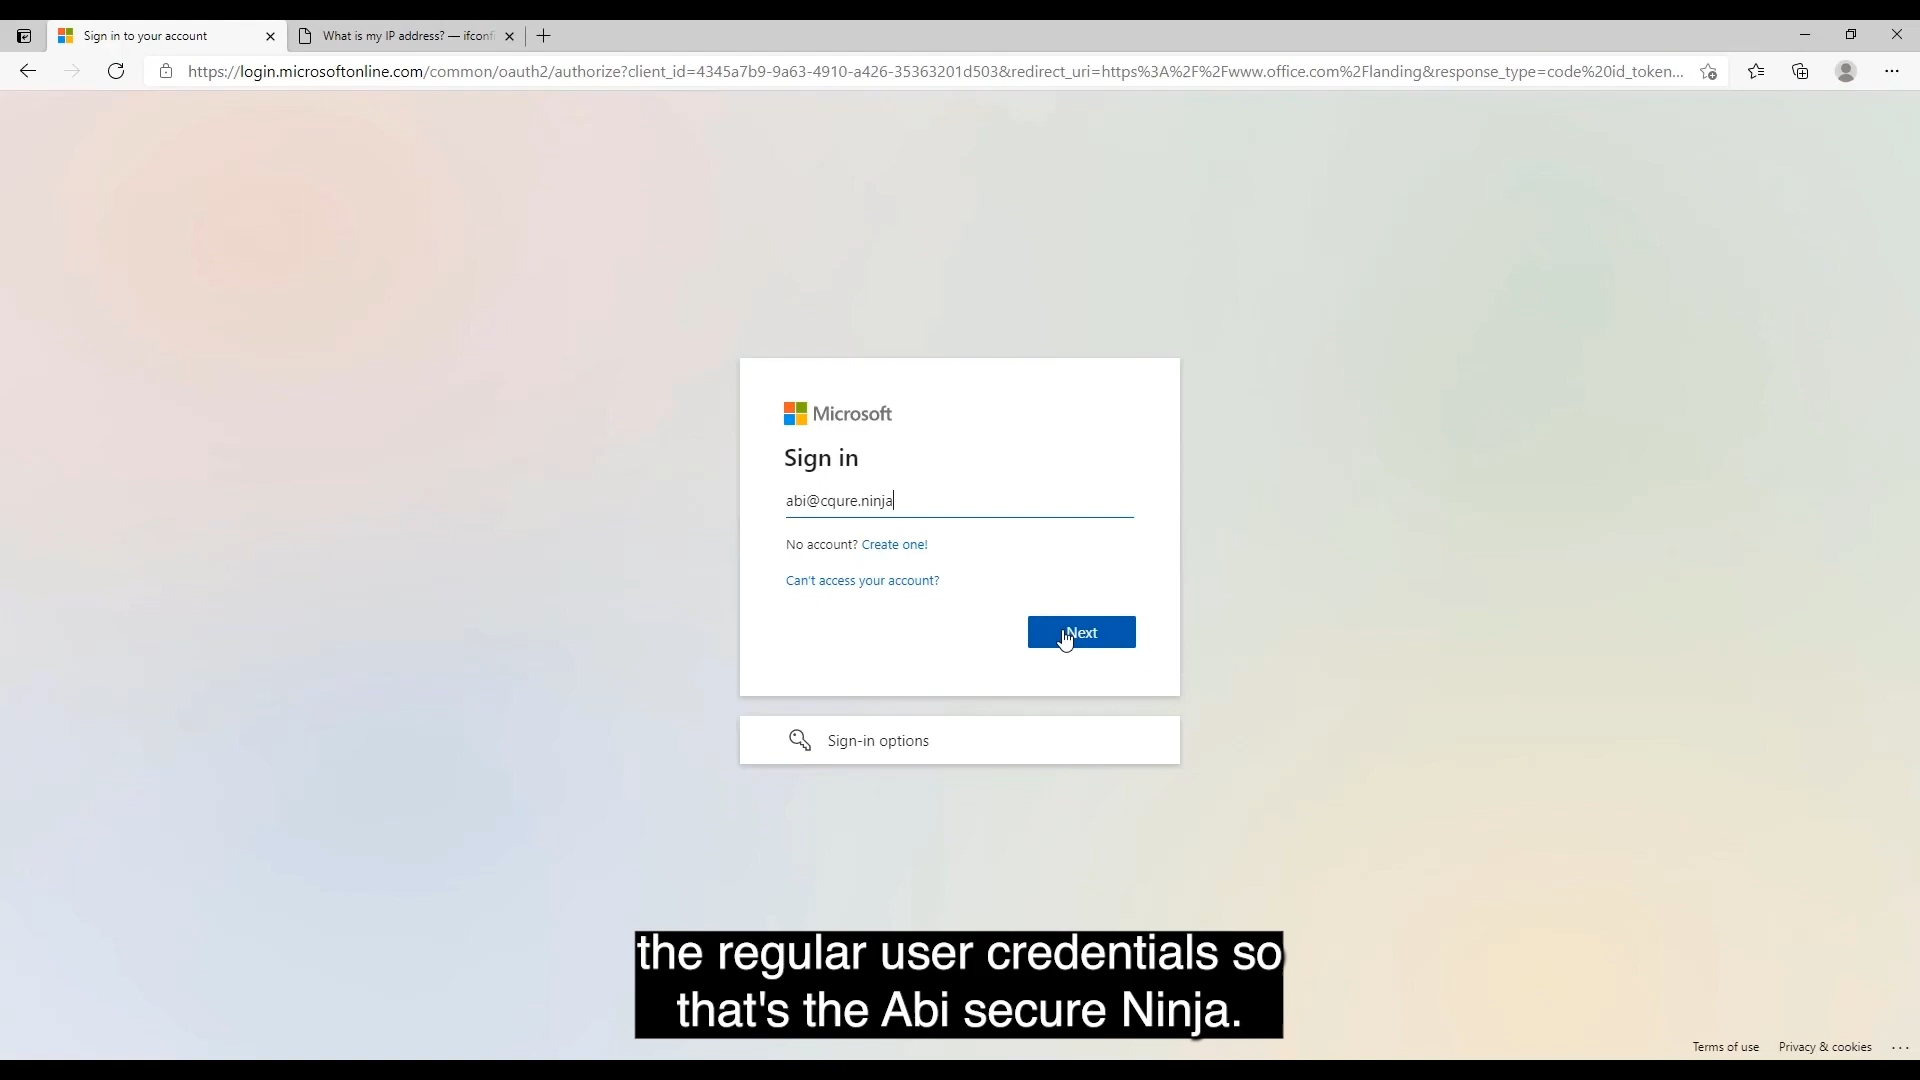 Sign in to your account
What is my IP address? — ifconfi
https://login.microsoftonline.com/common/oauth2/authorize?client_id=4345a7b9-9a63-4910-a426-35363201d503&redirect_uri=https%3A%2F%2Fwww.office.com%2Flanding&response_type=code%20id_token...
Microsoft
Sign in
abi@cqure.ninja
No account? Create one!
Can't access your account?
Next
Sign-in options
the regular user credentials so
that's the Abi secure Ninja.
Terms of use Privacy & cookies ...